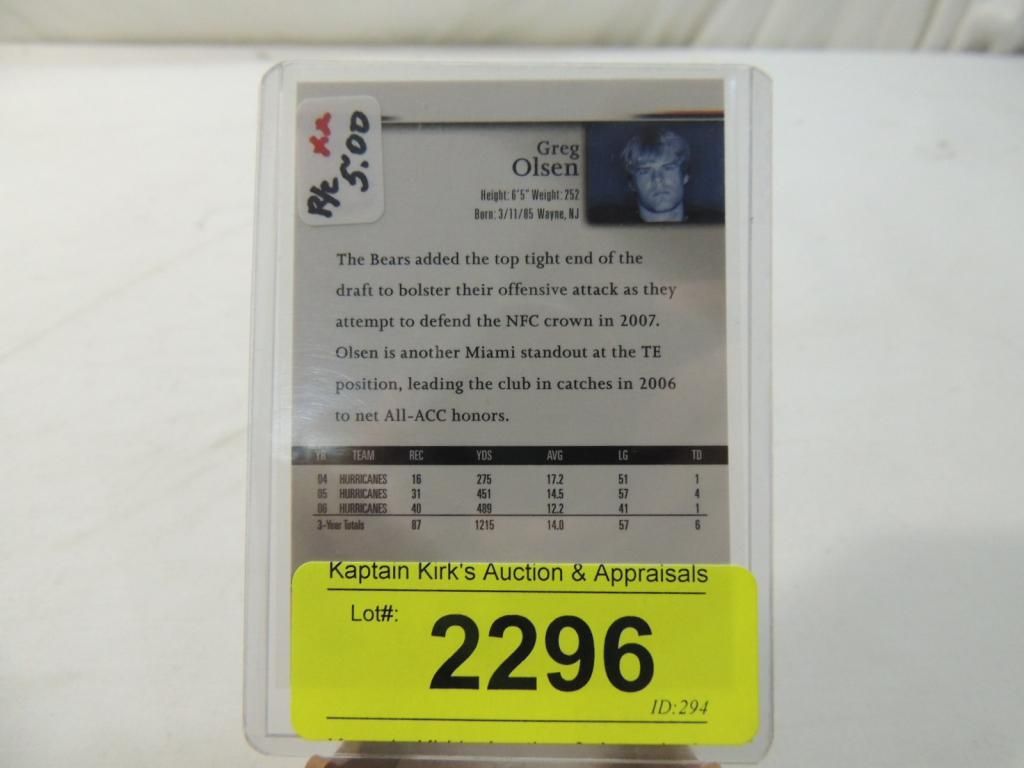 R/C xx
5.00
Greg
Olsen
Height: 6'5" Weight: 252
Born: 3/11/85 Wayne, NJ
The Bears added the top tight end of the
draft to bolster their offensive attack as they
attempt to defend the NFC crown in 2007.
Olsen is another Miami standout at the TE
position, leading the club in catches in 2006
to net All-ACC honors.
YR TEAM REC YDS AVG LG TD
04 HURRICANES 16 275 17.2 51 1
05 HURRICANES 31 451 14.5 57 4
06 HURRICANES 40 489 12.2 41 1
3-Year Totals 87 1215 14.0 57 6
Kaptain Kirk's Auction & Appraisals
Lot#:
2296
ID:294